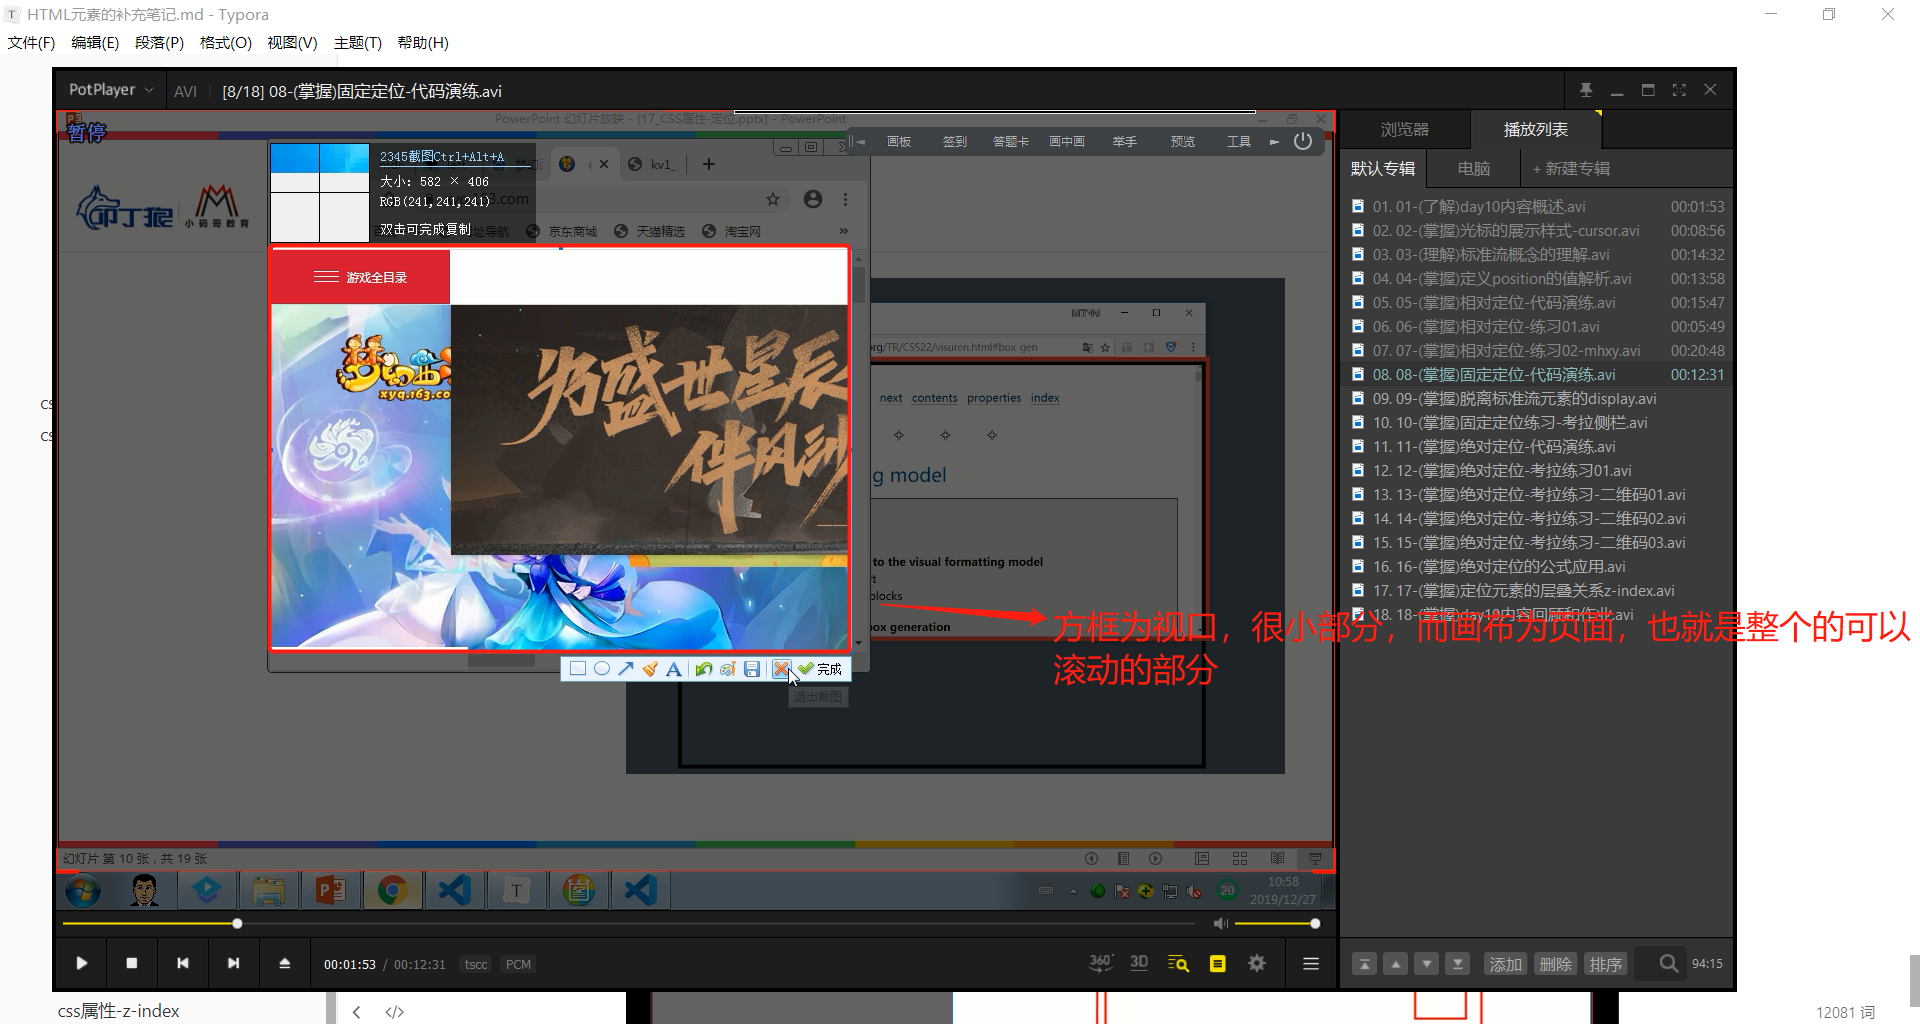 HTML元素的补充笔记.md - Typora
文件(F) 编辑(E) 段落(P) 格式(O) 视图(V) 主题(T) 帮助(H)
PotPlayer AVI [8/18] 08-(掌握)固定定位-代码演练.avi
PowerPoint 幻灯片放映 - [17_CSS属性-定位.pptx] - PowerPoint
暂停
画板 签到 答题卡 画中画 举手 预览 工具
2345截图Ctrl+Alt+A
大小: 582 × 406
RGB(241,241,241)
双击可完成复制
kv1_
京东商城 天猫精选 淘宝网 »
叩丁狼 小码哥教育
游戏全目录
梦幻西
xyq.163.co
为盛世星辰
伴风沙
org/TR/CSS22/visuren.html#box-gen
next contents properties index
g model
to the visual formatting model
rt
blocks
box generation
方框为视口，很小部分，而画布为页面，也就是整个的可以
滚动的部分
完成
退出截图
幻灯片 第 10 张，共 19 张
20
10:58
2019/12/27
00:01:53 / 00:12:31 tscc PCM
360° 3D
浏览器 播放列表
默认专辑 电脑 + 新建专辑
01. 01-(了解)day10内容概述.avi 00:01:53
02. 02-(掌握)光标的展示样式-cursor.avi 00:08:56
03. 03-(理解)标准流概念的理解.avi 00:14:32
04. 04-(掌握)定义position的值解析.avi 00:13:58
05. 05-(掌握)相对定位-代码演练.avi 00:15:47
06. 06-(掌握)相对定位-练习01.avi 00:05:49
07. 07-(掌握)相对定位-练习02-mhxy.avi 00:20:48
08. 08-(掌握)固定定位-代码演练.avi 00:12:31
09. 09-(掌握)脱离标准流元素的display.avi
10. 10-(掌握)固定定位练习-考拉侧栏.avi
11. 11-(掌握)绝对定位-代码演练.avi
12. 12-(掌握)绝对定位-考拉练习01.avi
13. 13-(掌握)绝对定位-考拉练习-二维码01.avi
14. 14-(掌握)绝对定位-考拉练习-二维码02.avi
15. 15-(掌握)绝对定位-考拉练习-二维码03.avi
16. 16-(掌握)绝对定位的公式应用.avi
17. 17-(掌握)定位元素的层叠关系z-index.avi
18. 18-(掌握)day10内容回顾和作业.avi
添加 删除 排序 94:15
cs
cs
css属性-z-index
12081 词